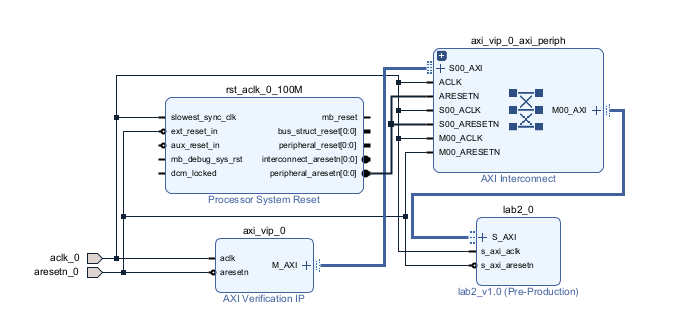 axi_vip_0_axi_periph
S00_AXI
ACLK
ARESETN
S00_ACLK
S00_ARESETN
M00_ACLK
M00_ARESETN
M00_AXI
AXI Interconnect
rst_aclk_0_100M
slowest_sync_clk
ext_reset_in
aux_reset_in
mb_debug_sys_rst
dcm_locked
mb_reset
bus_struct_reset[0:0]
peripheral_reset[0:0]
interconnect_aresetn[0:0]
peripheral_aresetn[0:0]
Processor System Reset
lab2_0
S_AXI
s_axi_aclk
s_axi_aresetn
lab2_v1.0 (Pre-Production)
axi_vip_0
aclk
aresetn
M_AXI
AXI Verification IP
aclk_0
aresetn_0